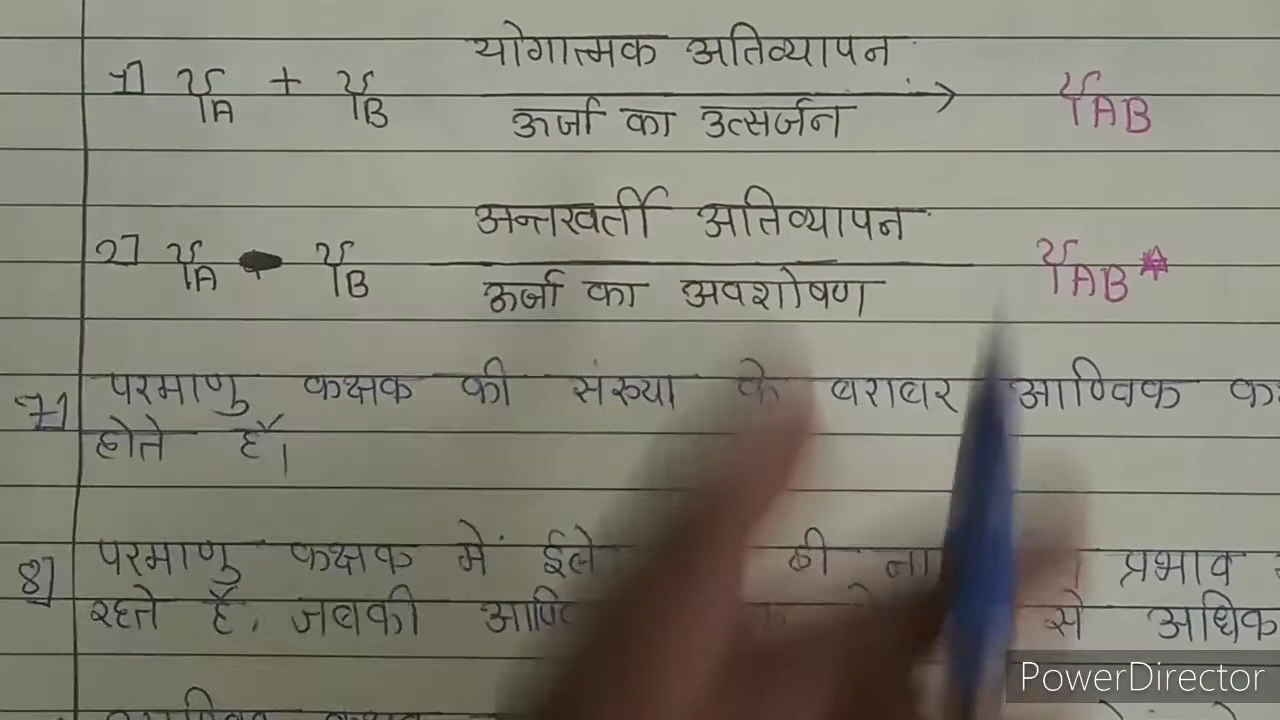 योगात्मक अतिव्यापन
1] ΨA + ΨB ⟶ ΨAB
ऊर्जा का उत्सर्जन
अन्तरवर्ती अतिव्यापन
2] ΨA - ΨB ΨAB*
ऊर्जा का अवशोषण
7] परमाणु कक्षक की संख्या के बराबर आण्विक
होते हैं।
8] परमाणु कक्षक में प्रभाव
रहते हैं. जबकी से अधिक
PowerDirector